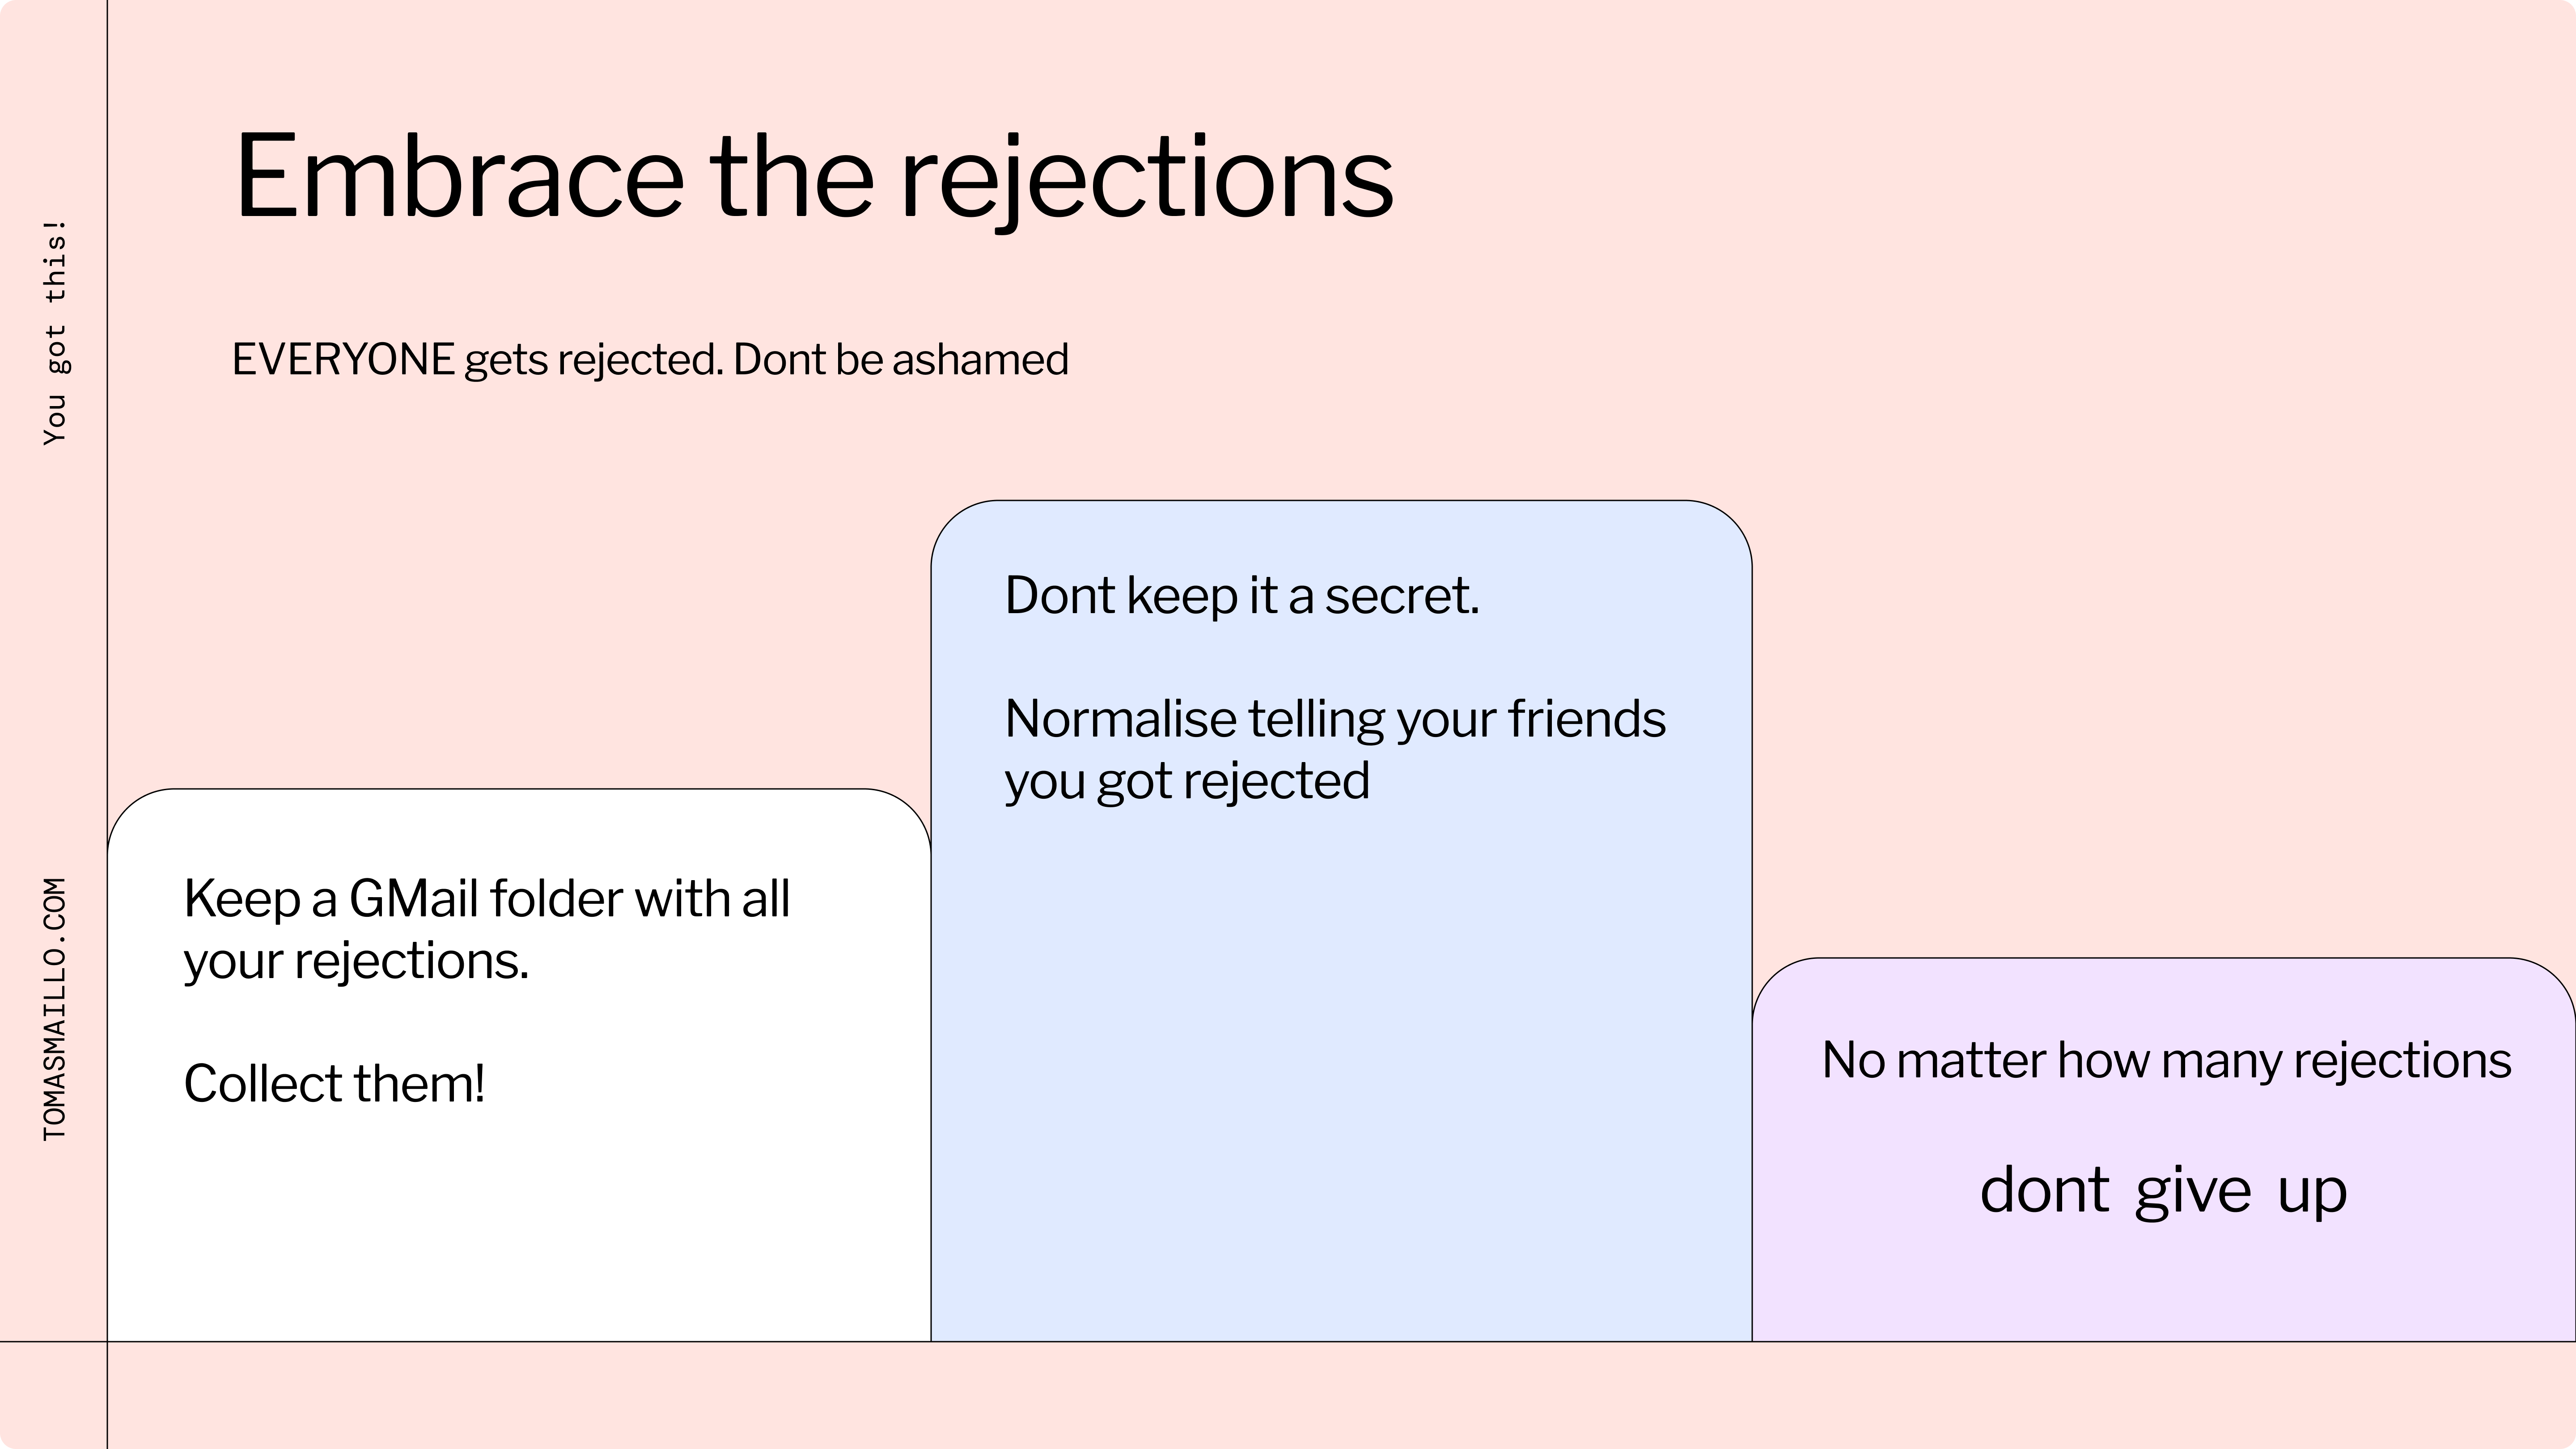 Embrace the rejections
EVERYONE gets rejected. Dont be ashamed
You got this!
TOMASMAILLO.COM
Keep a GMail folder with all
your rejections.
Collect them!
Dont keep it a secret.
Normalise telling your friends
you got rejected
No matter how many rejections
dont give up